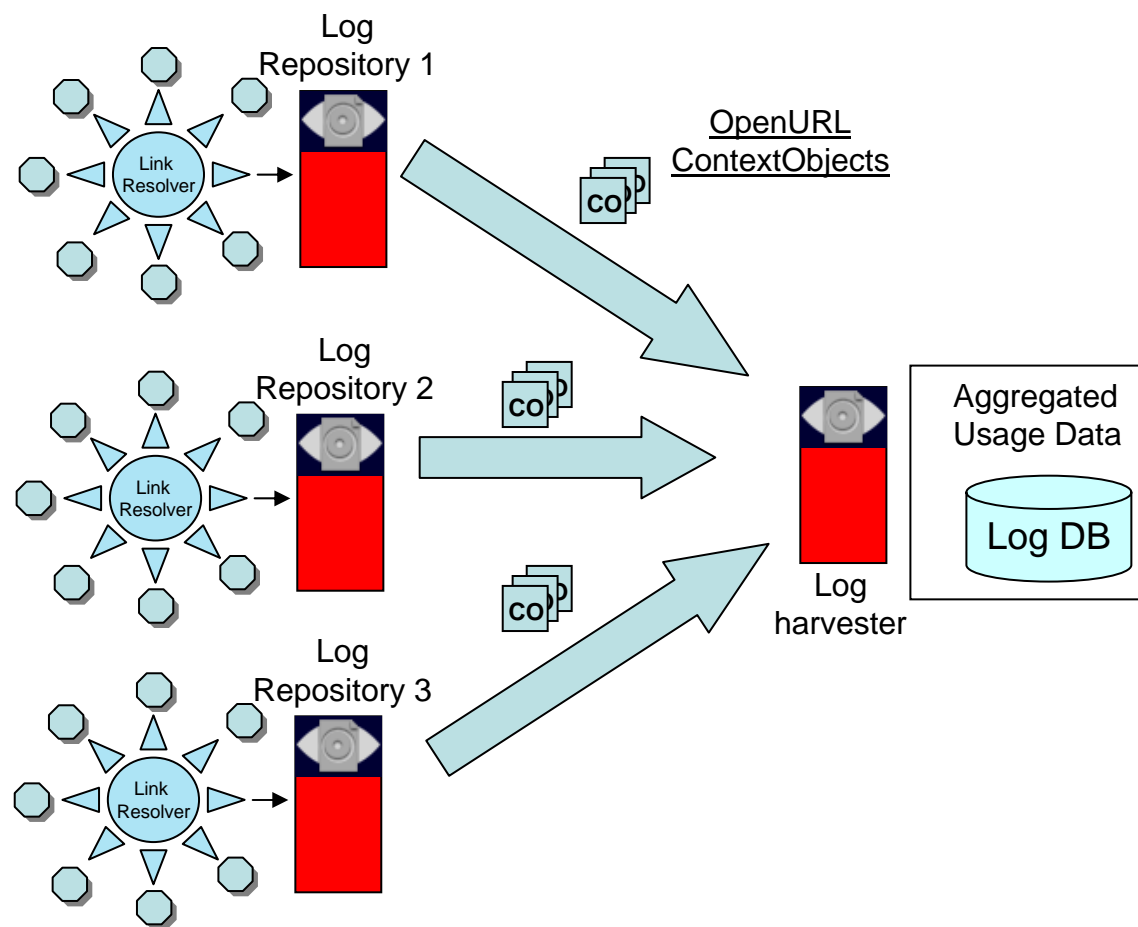 Log
Repository 1
Link
Resolver
OpenURL
ContextObjects
CO
Log
Repository 2
Link
Resolver
CO
Aggregated
Usage Data
Log DB
Log
harvester
CO
Log
Repository 3
Link
Resolver